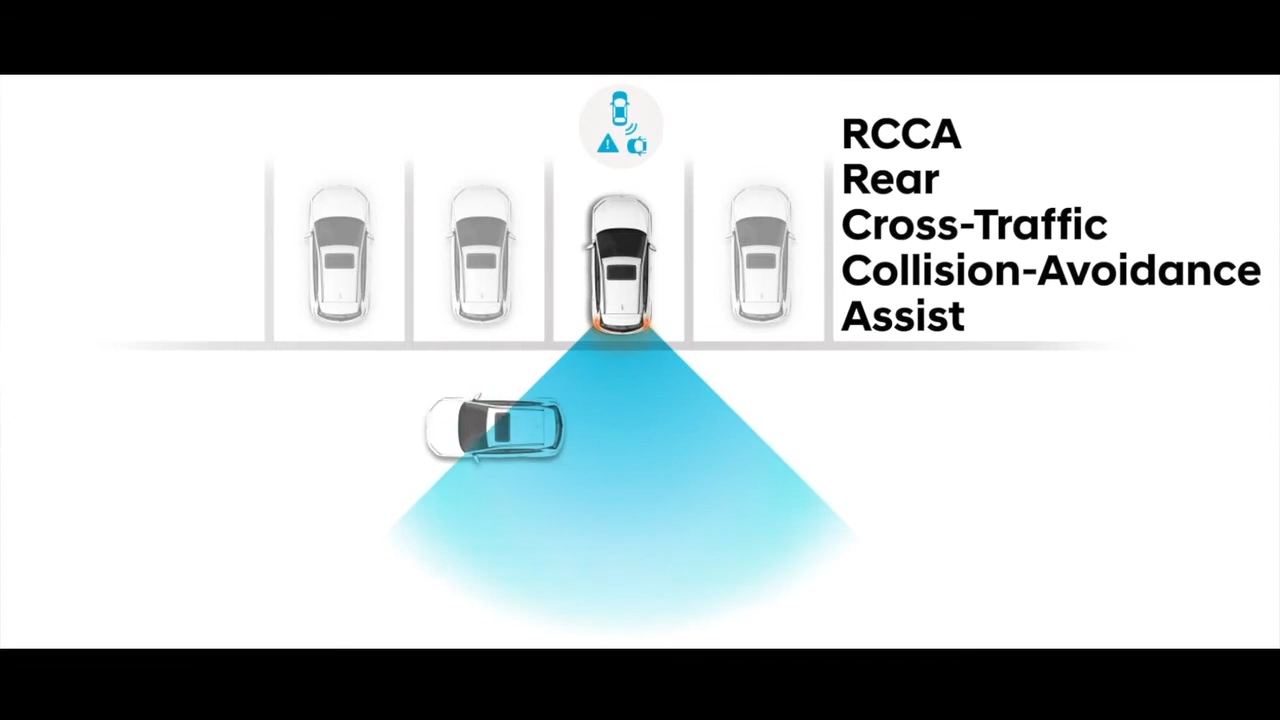 RCCA
Rear
Cross-Traffic
Collision-Avoidance
Assist